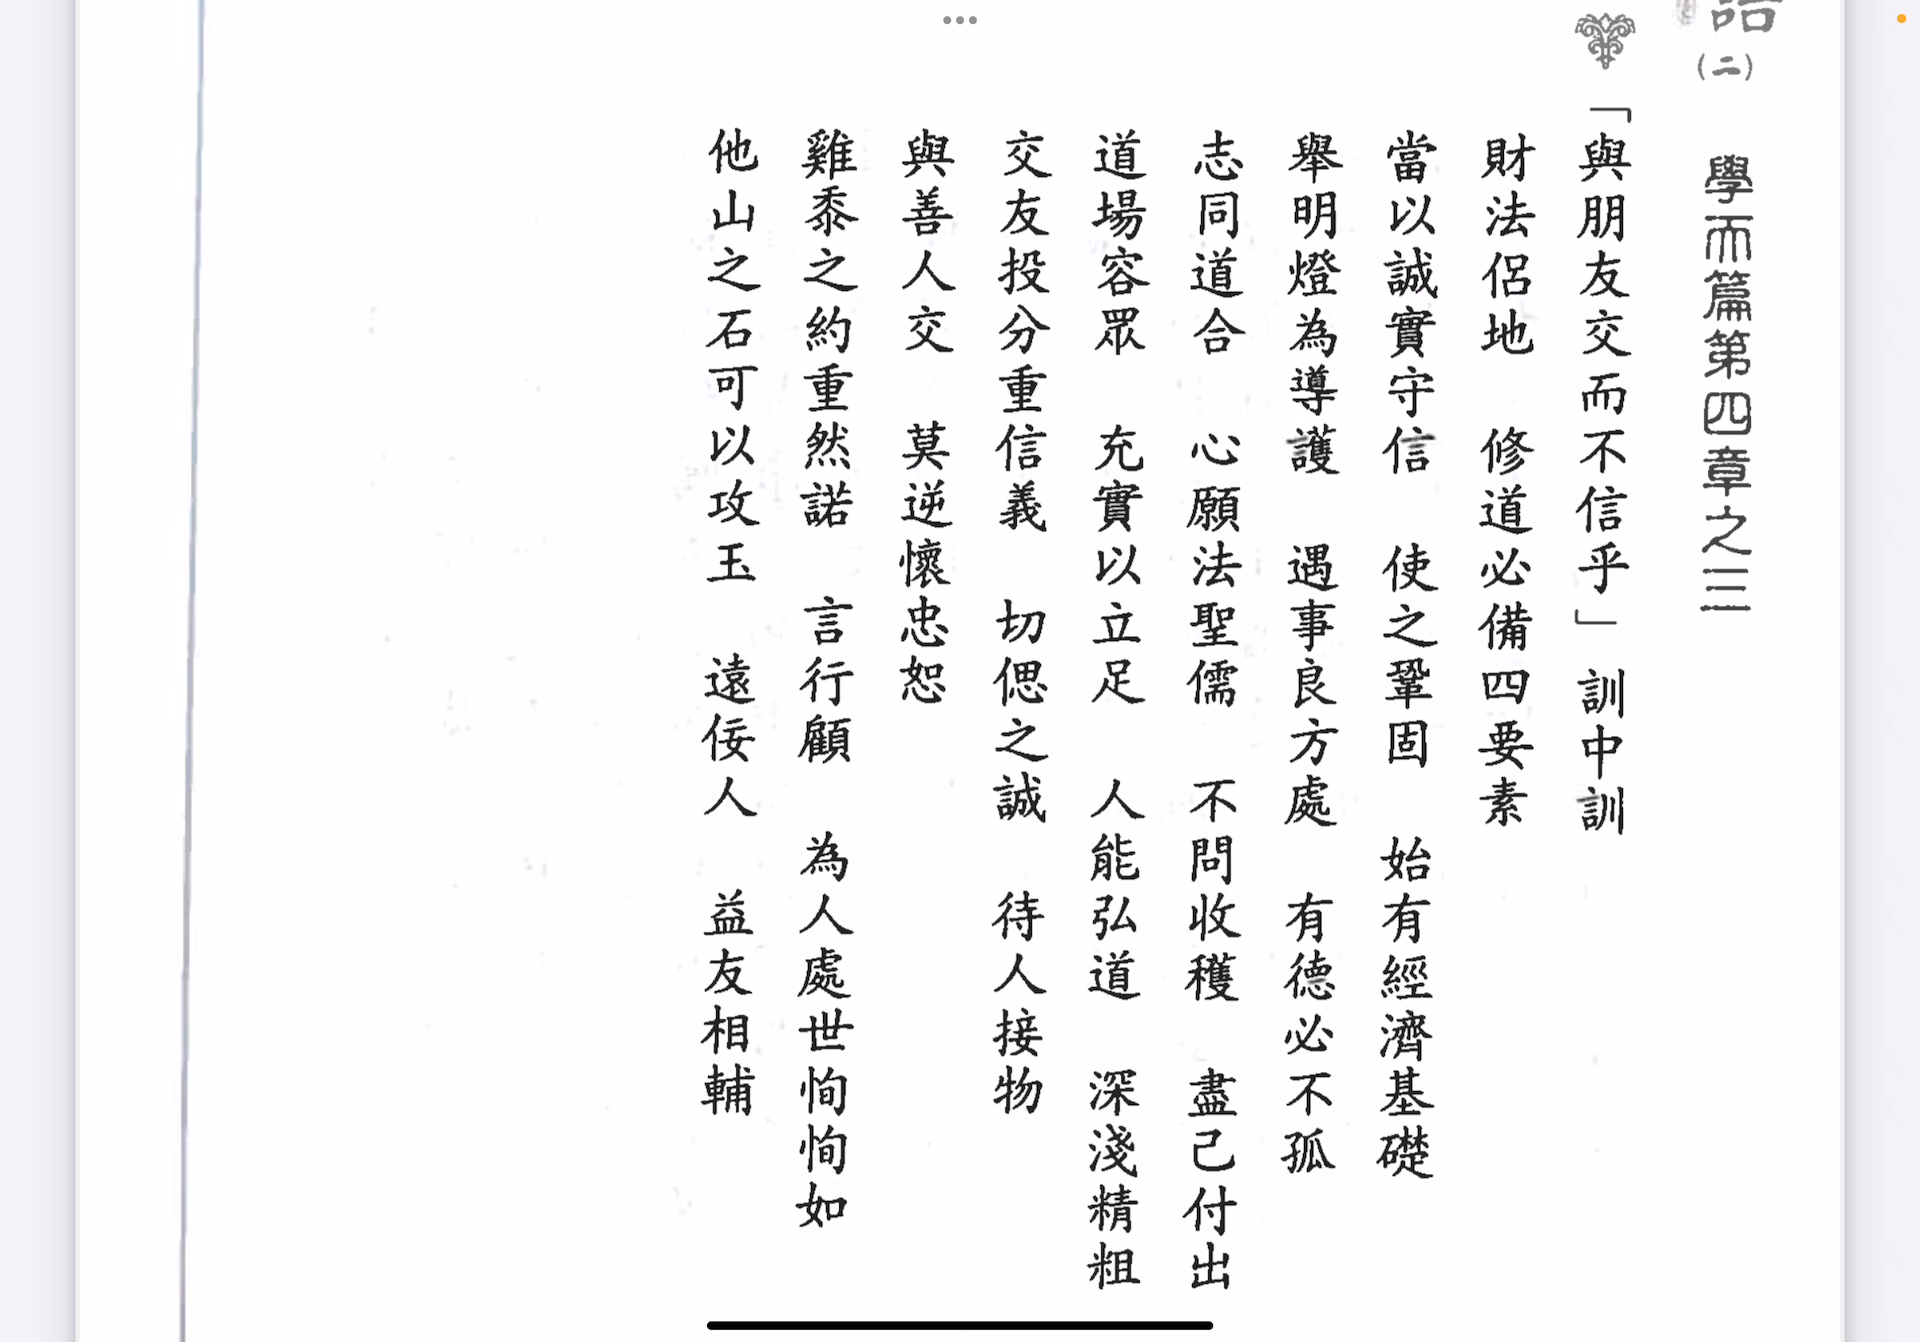 語
(二)
學而篇第四章之三
「與朋友交而不信乎」訓中訓
財法侶地　修道必備四要素
當以誠實守信　使之鞏固　始有經濟基礎
舉明燈為導護　遇事良方處　有德必不孤
志同道合　心願法聖儒　不問收穫　盡己付出
道場容眾　充實以立足　人能弘道　深淺精粗
交友投分重信義　切偲之誠　待人接物
與善人交　莫逆懷忠恕
雞黍之約重然諾　言行顧　為人處世恂恂如
他山之石可以攻玉　遠佞人　益友相輔